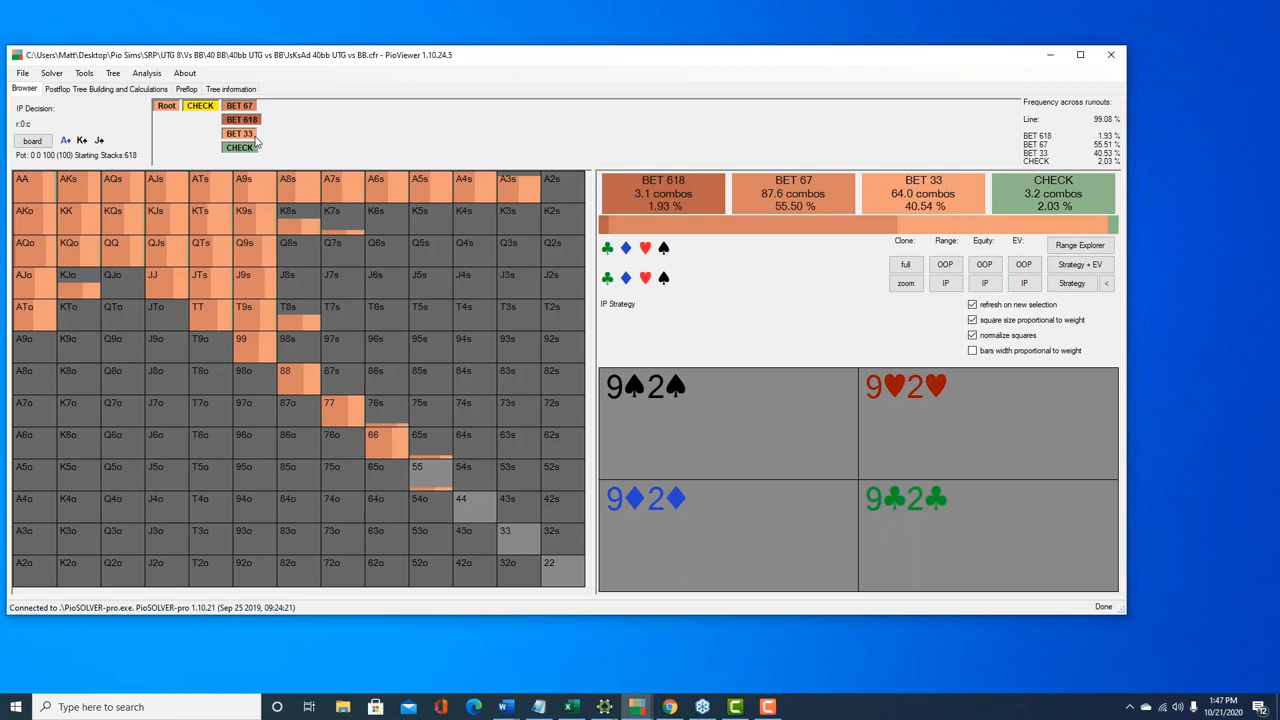 C:\Users\Matt\Desktop\Pio Sims\SRP\UTG 8\Vs BB\40 BB\40bb UTG vs BB\JsKsAd 40bb UTG vs BB.cfr - PioViewer 1.10.24.5
File Solver Tools Tree Analysis About
Browser Postflop Tree Building and Calculations Preflop Tree information
IP Decision:
r:0:c
board A♦ K♠ J♠
Pot: 0 0 100 (100) Starting Stacks:618
Root CHECK BET 67
BET 618
BET 33
CHECK
Frequency across runouts:
Line: 99.08 %
BET 618 1.93 %
BET 67 55.51 %
BET 33 40.53 %
CHECK 2.03 %
AA AKs AQs AJs ATs A9s A8s A7s A6s A5s A4s A3s A2s
AKo KK KQs KJs KTs K9s K8s K7s K6s K5s K4s K3s K2s
AQo KQo QQ QJs QTs Q9s Q8s Q7s Q6s Q5s Q4s Q3s Q2s
AJo KJo QJo JJ JTs J9s J8s J7s J6s J5s J4s J3s J2s
ATo KTo QTo JTo TT T9s T8s T7s T6s T5s T4s T3s T2s
A9o K9o Q9o J9o T9o 99 98s 97s 96s 95s 94s 93s 92s
A8o K8o Q8o J8o T8o 98o 88 87s 86s 85s 84s 83s 82s
A7o K7o Q7o J7o T7o 97o 87o 77 76s 75s 74s 73s 72s
A6o K6o Q6o J6o T6o 96o 86o 76o 66 65s 64s 63s 62s
A5o K5o Q5o J5o T5o 95o 85o 75o 65o 55 54s 53s 52s
A4o K4o Q4o J4o T4o 94o 84o 74o 64o 54o 44 43s 42s
A3o K3o Q3o J3o T3o 93o 83o 73o 63o 53o 43o 33 32s
A2o K2o Q2o J2o T2o 92o 82o 72o 62o 52o 42o 32o 22
BET 618 BET 67 BET 33 CHECK
3.1 combos 87.6 combos 64.0 combos 3.2 combos
1.93 % 55.50 % 40.54 % 2.03 %
♣ ♦ ♥ ♠
♣ ♦ ♥ ♠
IP Strategy
Clone: Range: Equity: EV: Range Explorer
full OOP OOP OOP Strategy + EV
zoom IP IP IP Strategy <
refresh on new selection
square size proportional to weight
normalize squares
bars width proportional to weight
9♠2♠ 9♥2♥
9♦2♦ 9♣2♣
Connected to .\PioSOLVER-pro.exe. PioSOLVER-pro 1.10.21 (Sep 25 2019, 09:24:21) Done
Type here to search
1:47 PM
10/21/2020
12